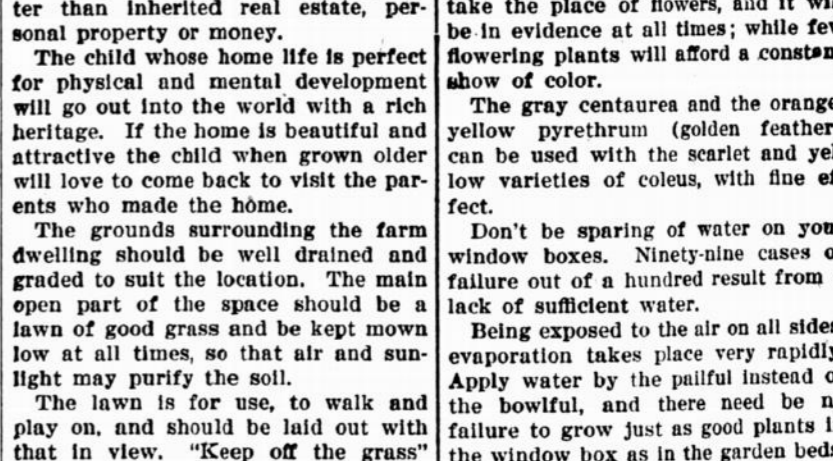 ter than inherited real estate, per-
sonal property or money.
The child whose home life is perfect
for physical and mental development
will go out into the world with a rich
heritage. If the home is beautiful and
attractive the child when grown older
will love to come back to visit the par-
ents who made the home.
The grounds surrounding the farm
dwelling should be well drained and
graded to suit the location. The main
open part of the space should be a
lawn of good grass and be kept mown
low at all times, so that air and sun-
light may purify the soil.
The lawn is for use, to walk and
play on, and should be laid out with
that in view. "Keep off the grass"
take the place of flowers, and it
be in evidence at all times; while
flowering plants will afford a
show of color.
The gray centaurea and the
yellow pyrethrum (golden feather
can be used with the scarlet and yel
low varieties of coleus, with fine ef
fect.
Don't be sparing of water on
window boxes. Ninety-nine cases
failure out of a hundred result from
lack of sufficient water.
Being exposed to the air on all
evaporation takes place very
Apply water by the pailful instead
the bowlful, and there need be
failure to grow just as good plants
the window box as in the garden bed.